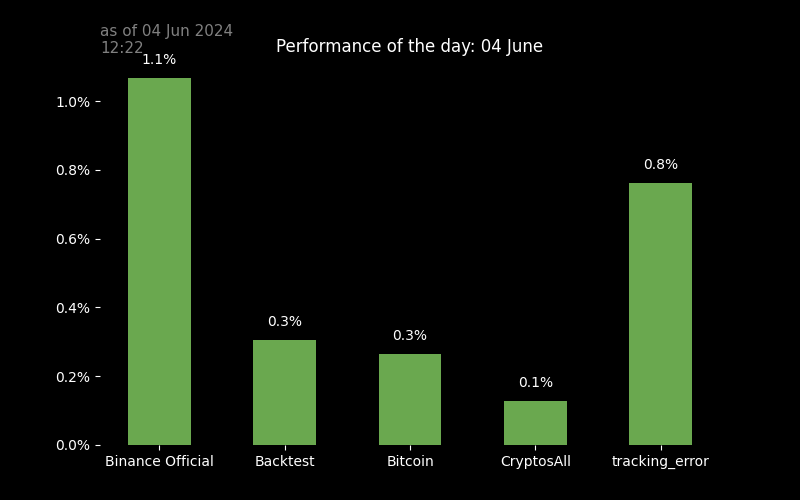 as of 04 Jun 2024
12:22
Performance of the day: 04 June
1.1%
1.0%
0.8%
0.8%
0.6%
0.4%
0.3%
0.3%
0.2%
0.1%
0.0%
Binance Official
Backtest
Bitcoin
CryptosAll
tracking_error